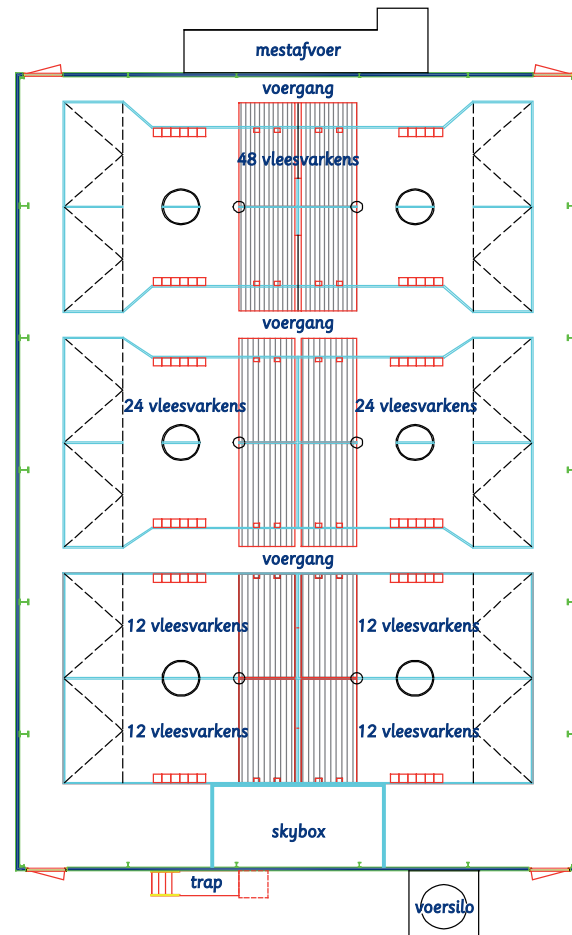 mestafvoer
voergang
48 vleesvarkens
voergang
24 vleesvarkens
24 vleesvarkens
voergang
12 vleesvarkens
12 vleesvarkens
12 vleesvarkens
12 vleesvarkens
skybox
trap
voersilo